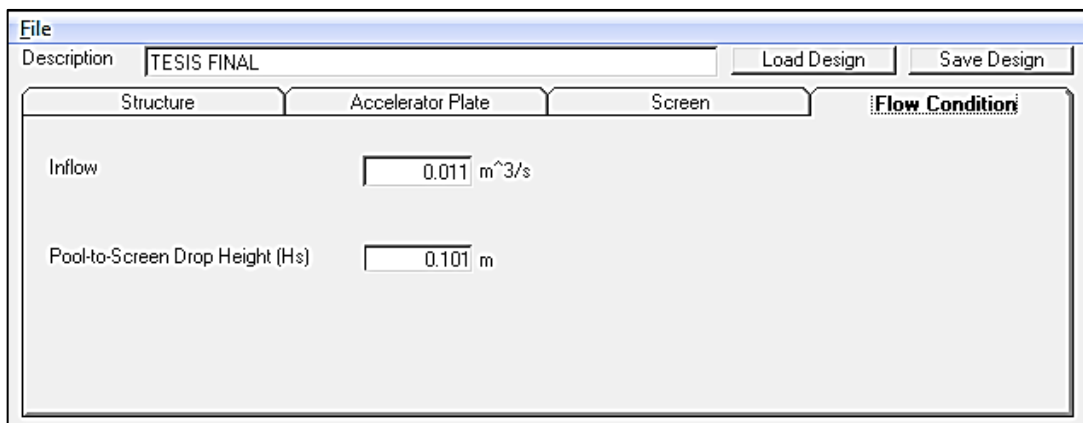 File
Description TESIS FINAL Load Design Save Design
Structure Accelerator Plate Screen Flow Condition
Inflow 0.011 m^3/s
Pool-to-Screen Drop Height (Hs) 0.101 m